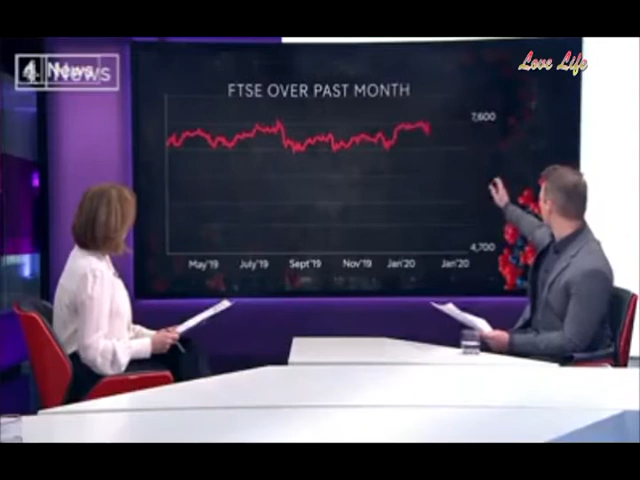 4 News
Love Life
FTSE OVER PAST MONTH
7,600
4,700
May'19 July'19 Sept'19 Nov'19 Jan'20 Jan'20